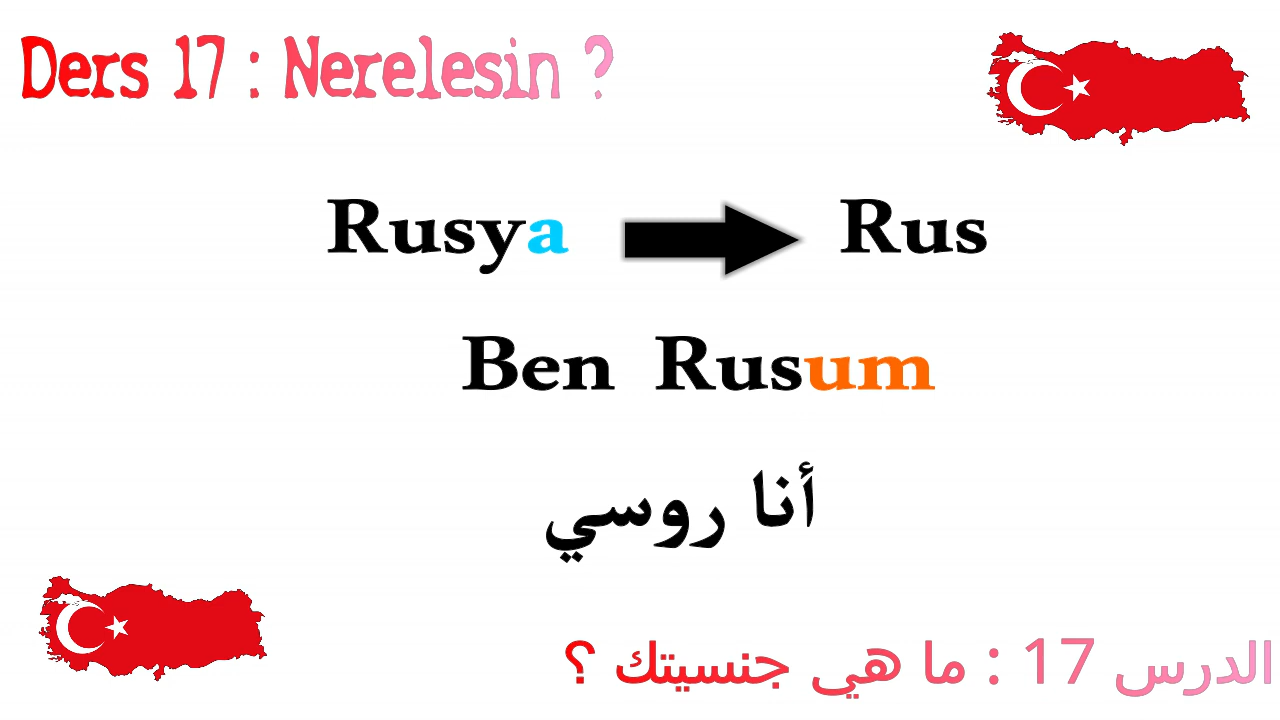 Ders 17 : Nerelesin ?
Rusya Rus
Ben Rusum
أنا روسي
الدرس 17 : ما هي جنسيتك ؟